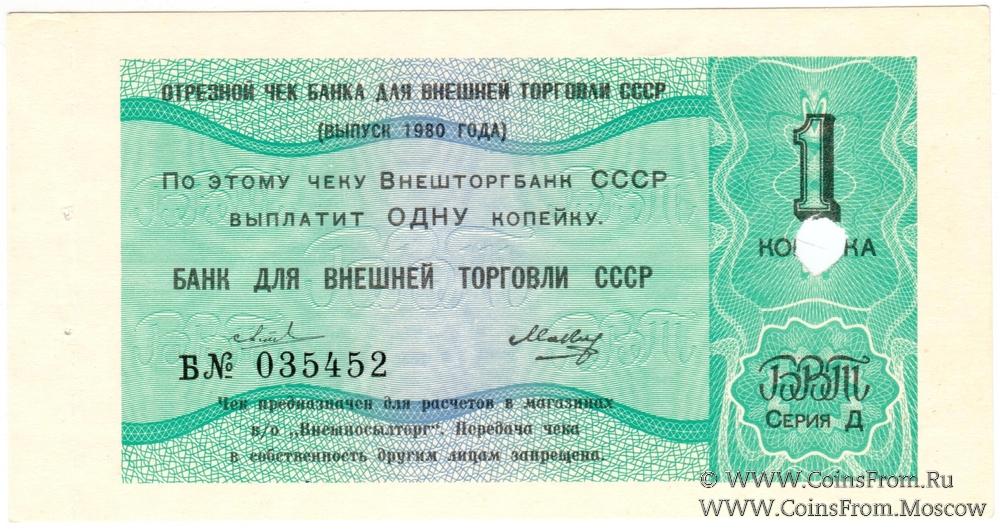 ОТРЕЗНОЙ ЧЕК БАНКА ДЛЯ ВНЕШНЕЙ ТОРГОВЛИ СССР
(ВЫПУСК 1980 ГОДА)
По этому чеку Внешторгбанк СССР
выплатит ОДНУ копейку.
БАНК ДЛЯ ВНЕШНЕЙ ТОРГОВЛИ СССР
Б№ 035452
Чек предназначен для расчетов в магазинах
в/о „Внешпосылторг“. Передача чека
в собственность другим лицам запрещена.
1
БВТ
Серия Д
© WWW.CoinsFrom.Ru
WWW.CoinsFrom.Moscow